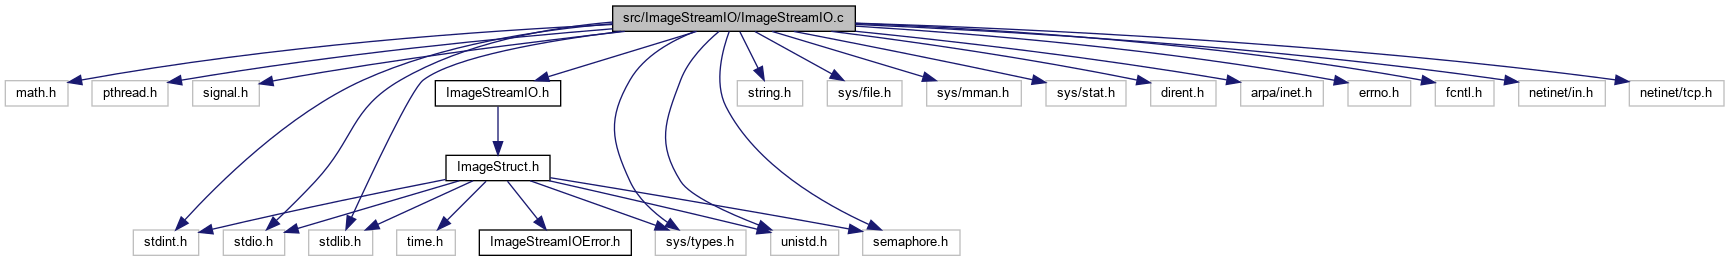 src/ImageStreamIO/ImageStreamIO.c
math.h
pthread.h
signal.h
ImageStreamIO.h
string.h
sys/file.h
sys/mman.h
sys/stat.h
dirent.h
arpa/inet.h
errno.h
fcntl.h
netinet/in.h
netinet/tcp.h
ImageStruct.h
stdint.h
stdio.h
stdlib.h
time.h
ImageStreamIOError.h
sys/types.h
unistd.h
semaphore.h